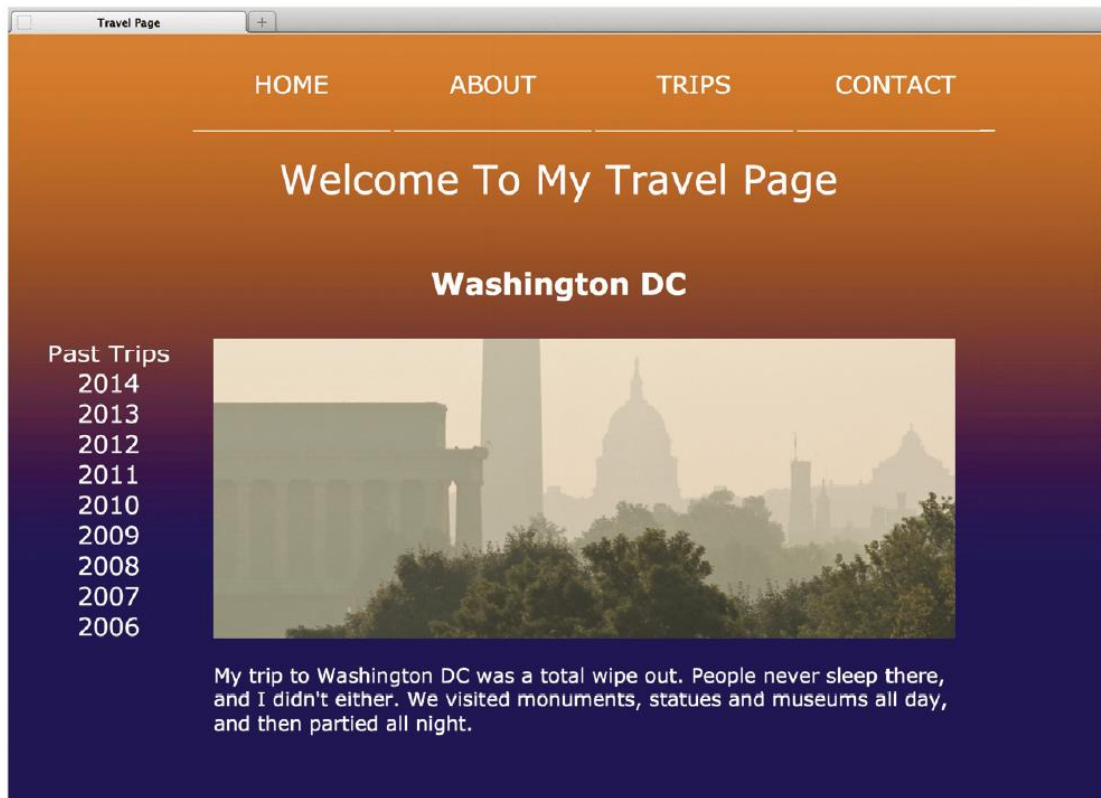 Travel Page
HOME ABOUT TRIPS CONTACT
Welcome To My Travel Page
Washington DC
Past Trips
2014
2013
2012
2011
2010
2009
2008
2007
2006
My trip to Washington DC was a total wipe out. People never sleep there,
and I didn't either. We visited monuments, statues and museums all day,
and then partied all night.